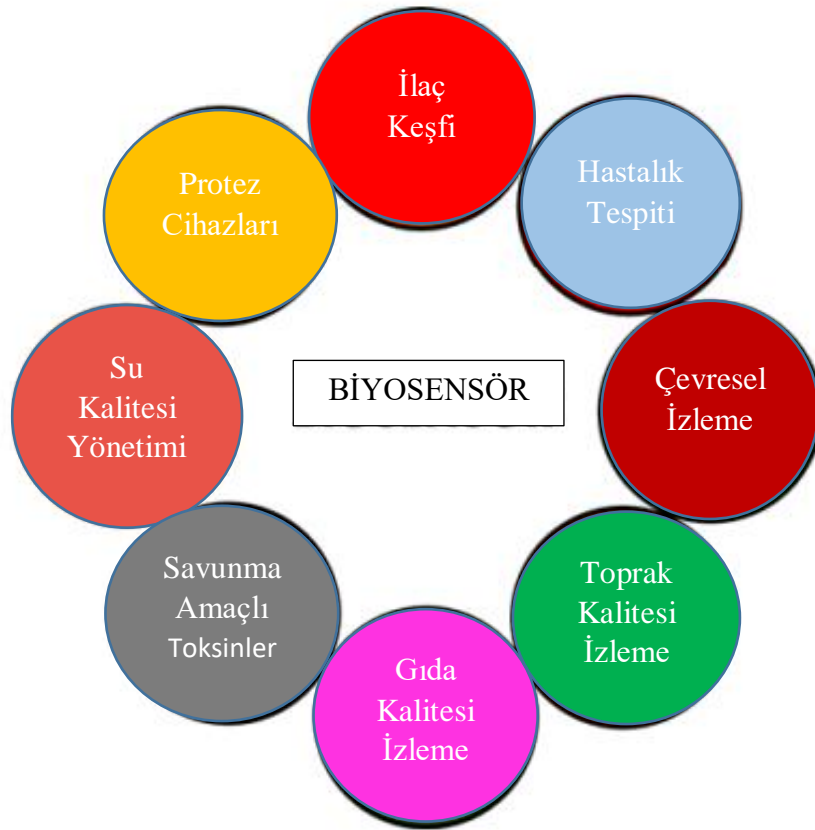 İlaç
Keşfi
Hastalık
Tespiti
Çevresel
İzleme
Toprak
Kalitesi
İzleme
Gıda
Kalitesi
İzleme
Savunma
Amaçlı
Toksinler
Su
Kalitesi
Yönetimi
Protez
Cihazları
BİYOSENSÖR